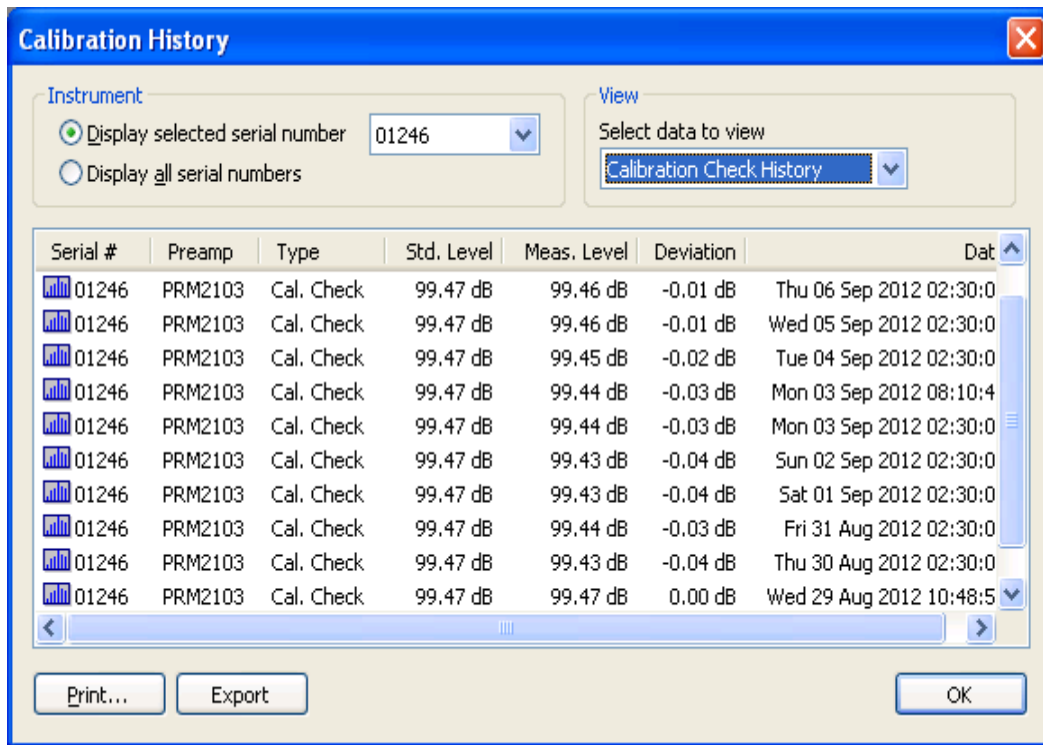 Calibration History
Instrument
Display selected serial number 01246
Display all serial numbers
View
Select data to view
Calibration Check History
Serial # Preamp Type Std. Level Meas. Level Deviation Dat
01246 PRM2103 Cal. Check 99.47 dB 99.46 dB -0.01 dB Thu 06 Sep 2012 02:30:0
01246 PRM2103 Cal. Check 99.47 dB 99.46 dB -0.01 dB Wed 05 Sep 2012 02:30:0
01246 PRM2103 Cal. Check 99.47 dB 99.45 dB -0.02 dB Tue 04 Sep 2012 02:30:0
01246 PRM2103 Cal. Check 99.47 dB 99.44 dB -0.03 dB Mon 03 Sep 2012 08:10:4
01246 PRM2103 Cal. Check 99.47 dB 99.44 dB -0.03 dB Mon 03 Sep 2012 02:30:0
01246 PRM2103 Cal. Check 99.47 dB 99.43 dB -0.04 dB Sun 02 Sep 2012 02:30:0
01246 PRM2103 Cal. Check 99.47 dB 99.43 dB -0.04 dB Sat 01 Sep 2012 02:30:0
01246 PRM2103 Cal. Check 99.47 dB 99.44 dB -0.03 dB Fri 31 Aug 2012 02:30:0
01246 PRM2103 Cal. Check 99.47 dB 99.43 dB -0.04 dB Thu 30 Aug 2012 02:30:0
01246 PRM2103 Cal. Check 99.47 dB 99.47 dB 0.00 dB Wed 29 Aug 2012 10:48:5
Print... Export OK